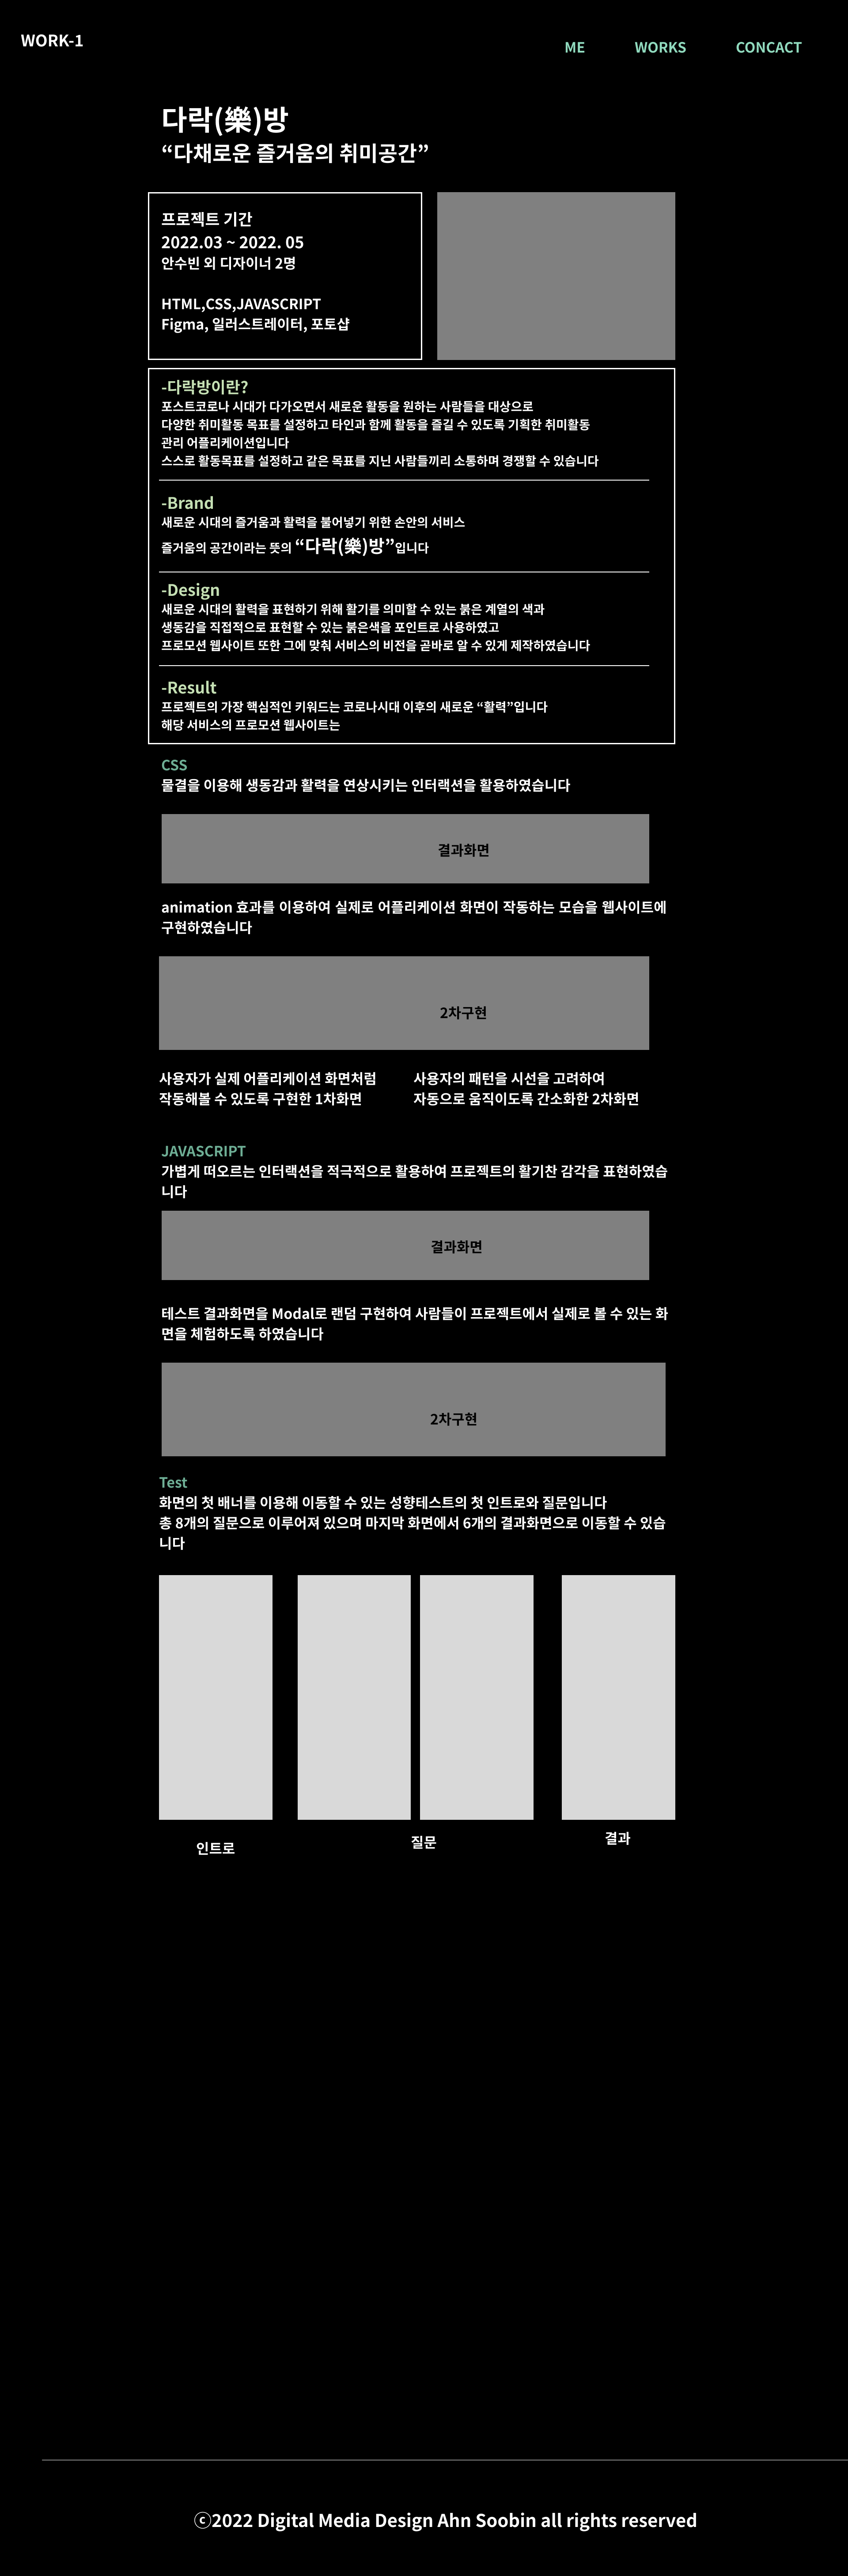 WORK-1
ME WORKS CONCACT
다락(樂)방
“다채로운 즐거움의 취미공간”
프로젝트 기간
2022.03 ~ 2022. 05
안수빈 외 디자이너 2명
HTML,CSS,JAVASCRIPT
Figma, 일러스트레이터, 포토샵
-다락방이란?
포스트코로나 시대가 다가오면서 새로운 활동을 원하는 사람들을 대상으로
다양한 취미활동 목표를 설정하고 타인과 함께 활동을 즐길 수 있도록 기획한 취미활동
관리 어플리케이션입니다
스스로 활동목표를 설정하고 같은 목표를 지닌 사람들끼리 소통하며 경쟁할 수 있습니다
-Brand
새로운 시대의 즐거움과 활력을 불어넣기 위한 손안의 서비스
즐거움의 공간이라는 뜻의 “다락(樂)방”입니다
-Design
새로운 시대의 활력을 표현하기 위해 활기를 의미할 수 있는 붉은 계열의 색과
생동감을 직접적으로 표현할 수 있는 붉은색을 포인트로 사용하였고
프로모션 웹사이트 또한 그에 맞춰 서비스의 비전을 곧바로 알 수 있게 제작하였습니다
-Result
프로젝트의 가장 핵심적인 키워드는 코로나시대 이후의 새로운 “활력”입니다
해당 서비스의 프로모션 웹사이트는
CSS
물결을 이용해 생동감과 활력을 연상시키는 인터랙션을 활용하였습니다
결과화면
animation 효과를 이용하여 실제로 어플리케이션 화면이 작동하는 모습을 웹사이트에
구현하였습니다
2차구현
사용자가 실제 어플리케이션 화면처럼
작동해볼 수 있도록 구현한 1차화면
사용자의 패턴을 시선을 고려하여
자동으로 움직이도록 간소화한 2차화면
JAVASCRIPT
가볍게 떠오르는 인터랙션을 적극적으로 활용하여 프로젝트의 활기찬 감각을 표현하였습
니다
결과화면
테스트 결과화면을 Modal로 랜덤 구현하여 사람들이 프로젝트에서 실제로 볼 수 있는 화
면을 체험하도록 하였습니다
2차구현
Test
화면의 첫 배너를 이용해 이동할 수 있는 성향테스트의 첫 인트로와 질문입니다
총 8개의 질문으로 이루어져 있으며 마지막 화면에서 6개의 결과화면으로 이동할 수 있습
니다
인트로 질문 결과
ⓒ2022 Digital Media Design Ahn Soobin all rights reserved